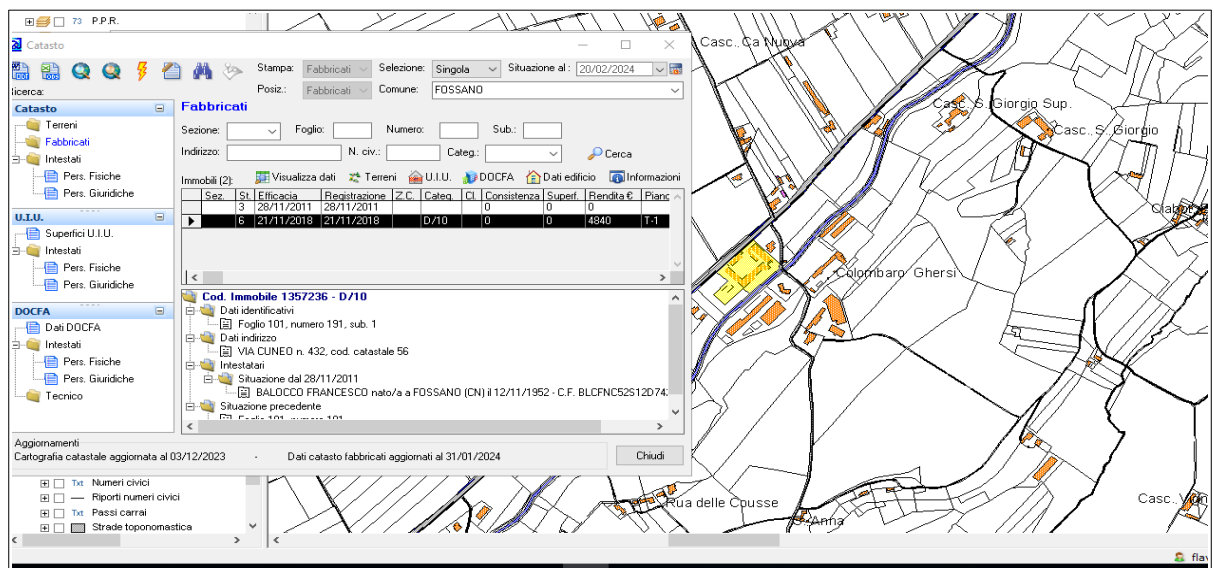 73 P.P.R.
Catasto
Stampa: Fabbricati Selezione: Singola Situazione al : 20/02/2024
Posiz.: Fabbricati Comune: FOSSANO
Ricerca:
Catasto
Terreni
Fabbricati
Intestati
Pers. Fisiche
Pers. Giuridiche
U.I.U.
Superfici U.I.U.
Intestati
Pers. Fisiche
Pers. Giuridiche
DOCFA
Dati DOCFA
Intestati
Pers. Fisiche
Pers. Giuridiche
Tecnico
Fabbricati
Sezione: Foglio: Numero: Sub.:
Indirizzo: N. civ.: Categ.: Cerca
Immobili (2): Visualizza dati Terreni U.I.U. DOCFA Dati edificio Informazioni
Sez. St. Efficacia Registrazione Z.C. Categ. Cl. Consistenza Superf. Rendita € Piano
3 28/11/2011 28/11/2011 0 0 0
6 21/11/2018 21/11/2018 D/10 0 0 4840 T-1
Cod. Immobile 1357236 - D/10
Dati identificativi
Foglio 101, numero 191, sub. 1
Dati indirizzo
VIA CUNEO n. 432, cod. catastale 56
Intestatari
Situazione dal 28/11/2011
BALOCCO FRANCESCO nato/a a FOSSANO (CN) il 12/11/1952 - C.F. BLCFNC52S12D742
Situazione precedente
Foglio 101, numero 191
Aggiornamenti
Cartografia catastale aggiornata al 03/12/2023 - Dati catasto fabbricati aggiornati al 31/01/2024
Chiudi
Txt Numeri civici
Riporti numeri civici
Txt Passi carrai
Strade toponomastica
Casc., Ca Nuova
Casc., S. Giorgio Sup.
Casc., S. Giorgio
Colombaro Ghersi
Rua delle Cousse
S. Anna
Casc.,
flav